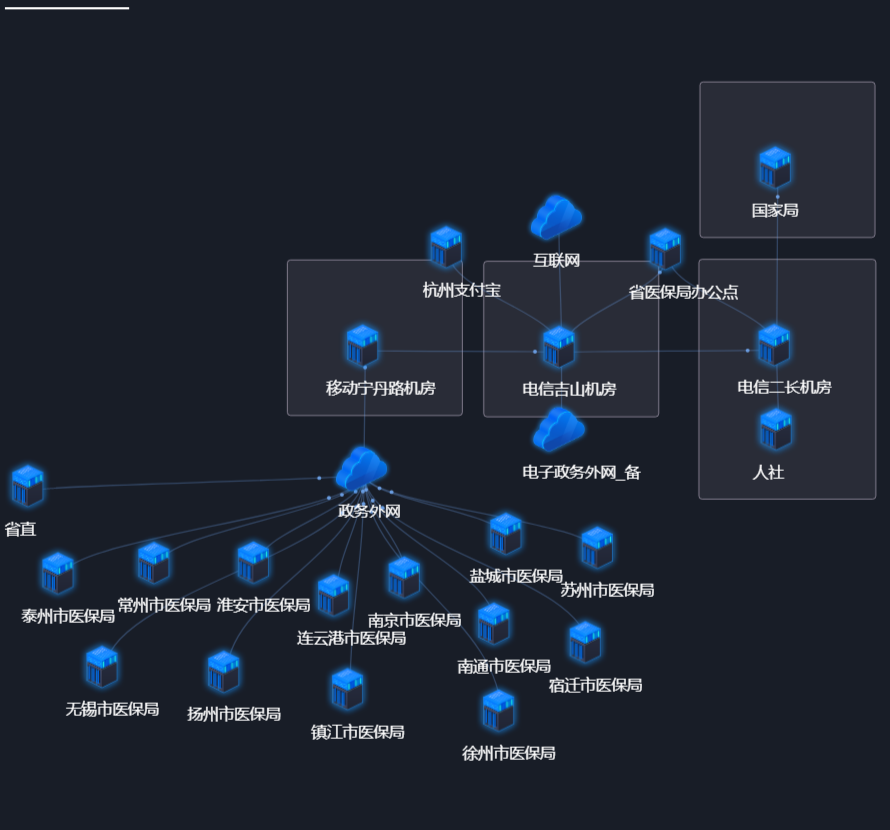 国家局
互联网
杭州支付宝
省医保局办公点
移动宁丹路机房
电信吉山机房
电信二长机房
电子政务外网_备
人社
政务外网
省直
泰州市医保局
常州市医保局
淮安市医保局
连云港市医保局
南京市医保局
盐城市医保局
苏州市医保局
无锡市医保局
扬州市医保局
镇江市医保局
南通市医保局
宿迁市医保局
徐州市医保局